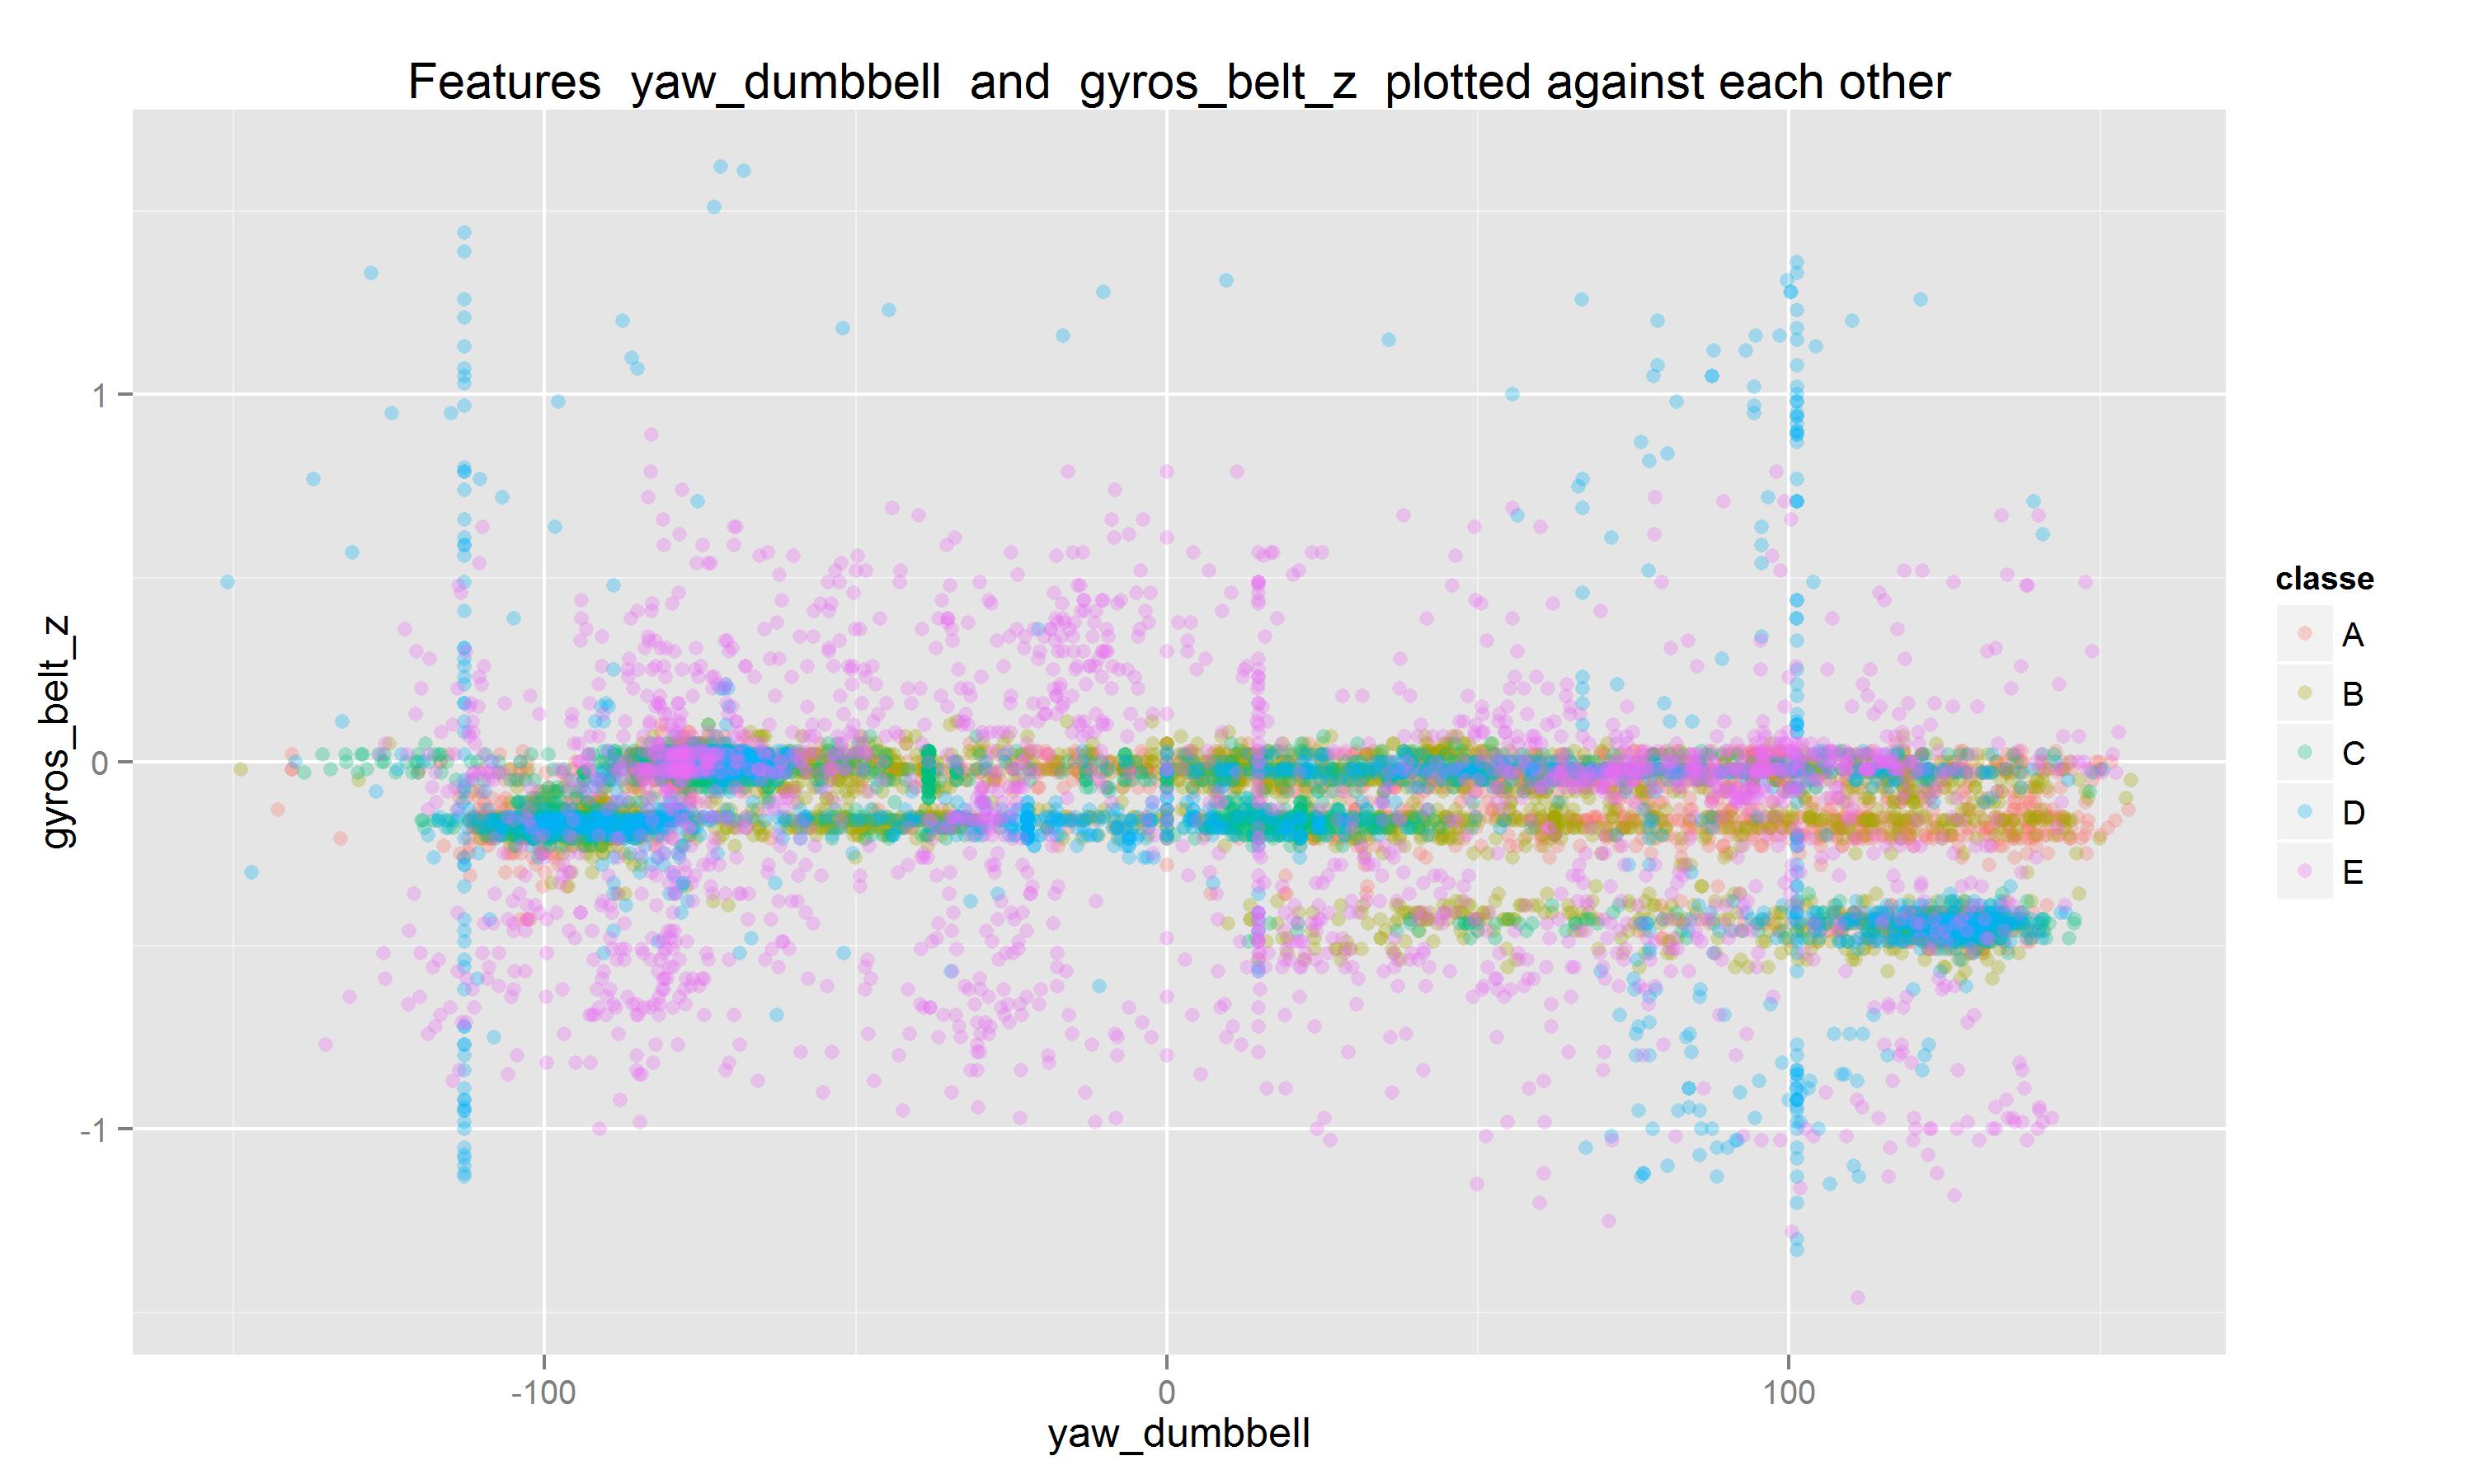 Features yaw_dumbbell and gyros_belt_z plotted against each other
gyros_belt_z
1
0
-1
-100
0
100
yaw_dumbbell
classe
A
B
C
D
E